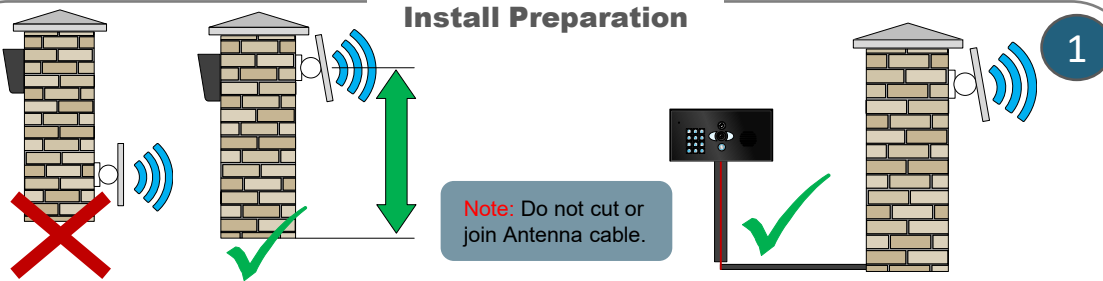 Install Preparation
1
Note: Do not cut or
join Antenna cable.